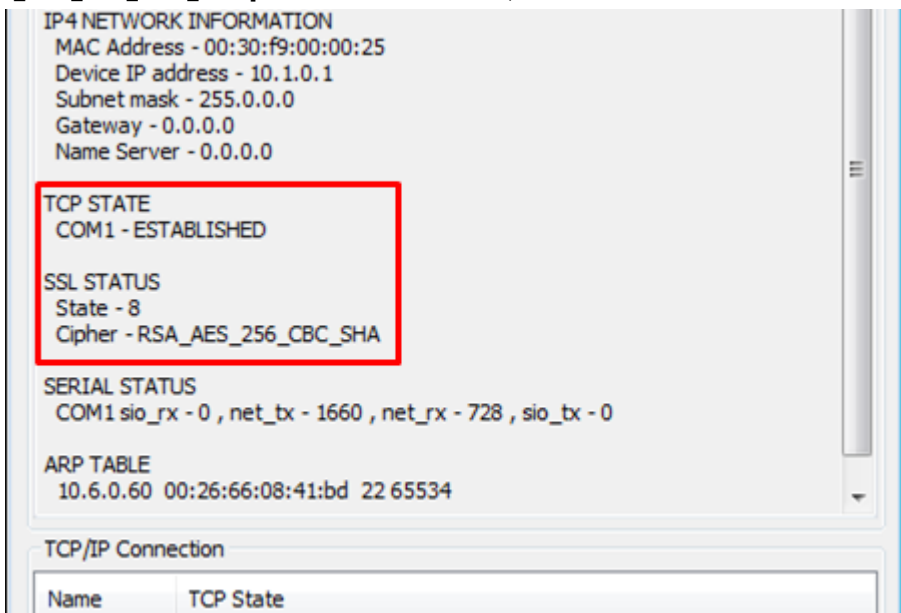 IP4 NETWORK INFORMATION
MAC Address - 00:30:f9:00:00:25
Device IP address - 10.1.0.1
Subnet mask - 255.0.0.0
Gateway - 0.0.0.0
Name Server - 0.0.0.0
TCP STATE
COM1 - ESTABLISHED
SSL STATUS
State - 8
Cipher - RSA_AES_256_CBC_SHA
SERIAL STATUS
COM1 sio_rx - 0 , net_tx - 1660 , net_rx - 728 , sio_tx - 0
ARP TABLE
10.6.0.60 00:26:66:08:41:bd 22 65534
TCP/IP Connection
Name TCP State